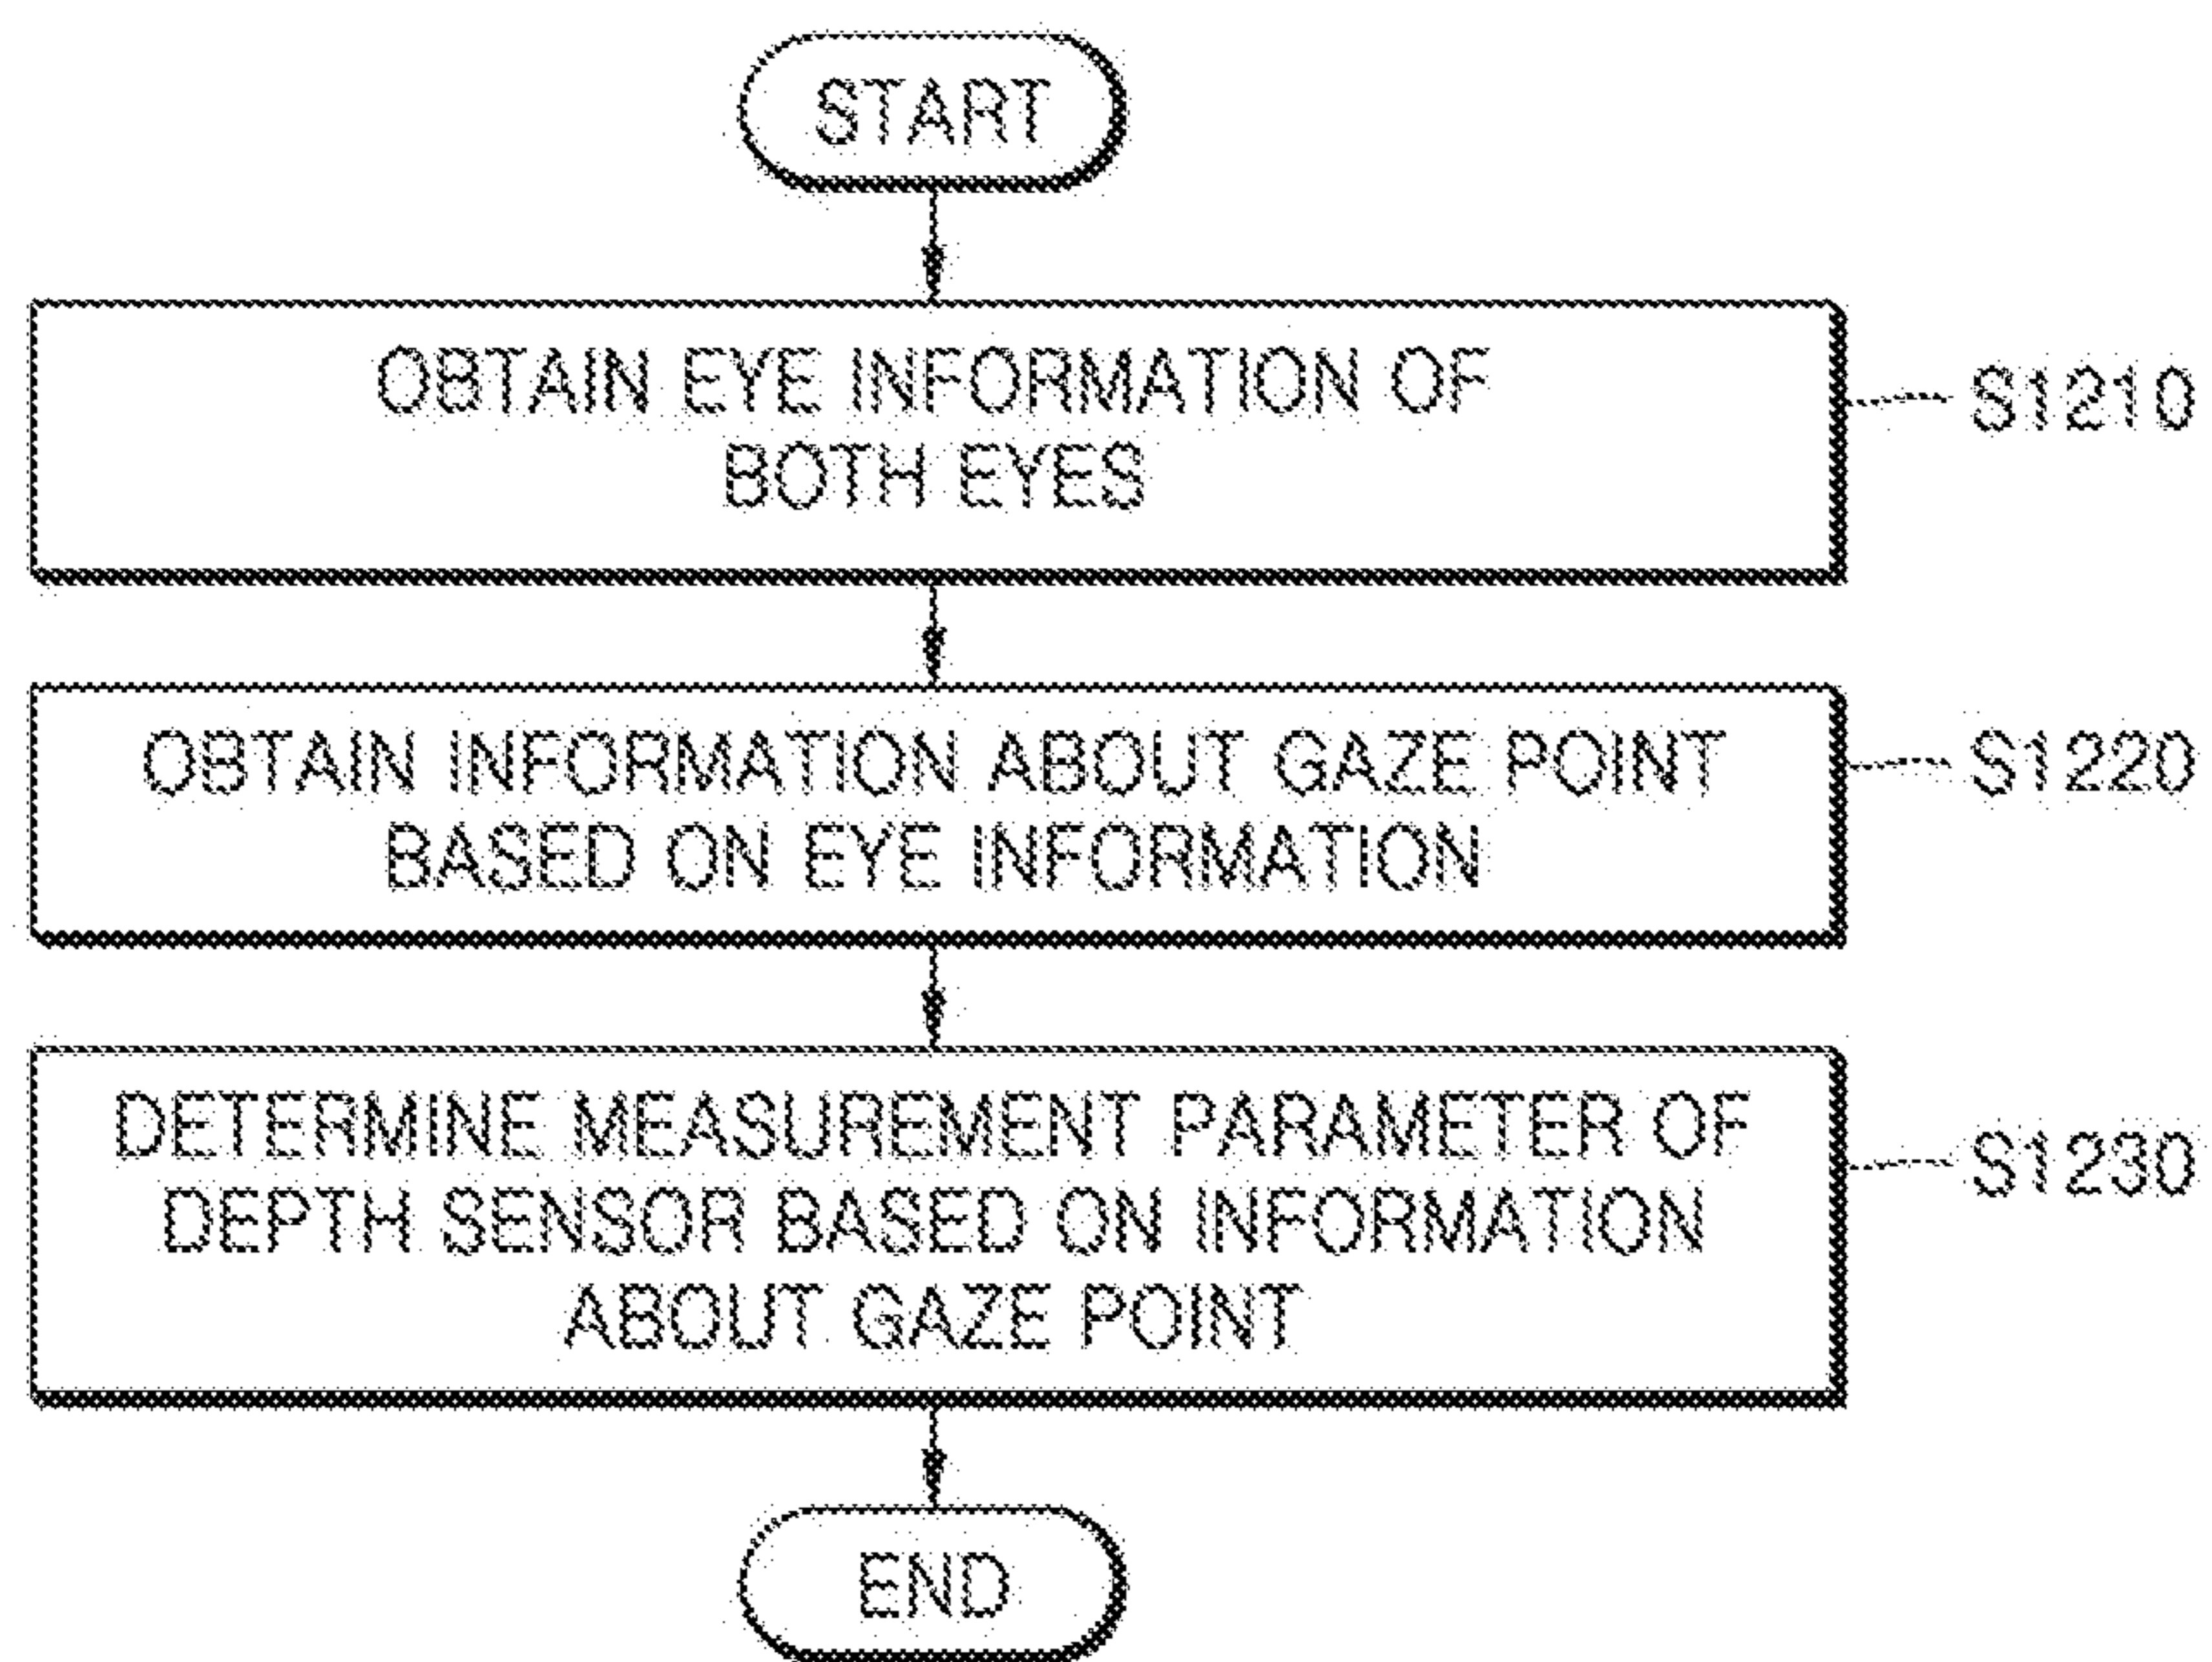 START
OBTAIN EYE INFORMATION OF
BOTH EYES
S1210
OBTAIN INFORMATION ABOUT GAZE POINT
BASED ON EYE INFORMATION
S1220
DETERMINE MEASUREMENT PARAMETER OF
DEPTH SENSOR BASED ON INFORMATION
ABOUT GAZE POINT
S1230
END